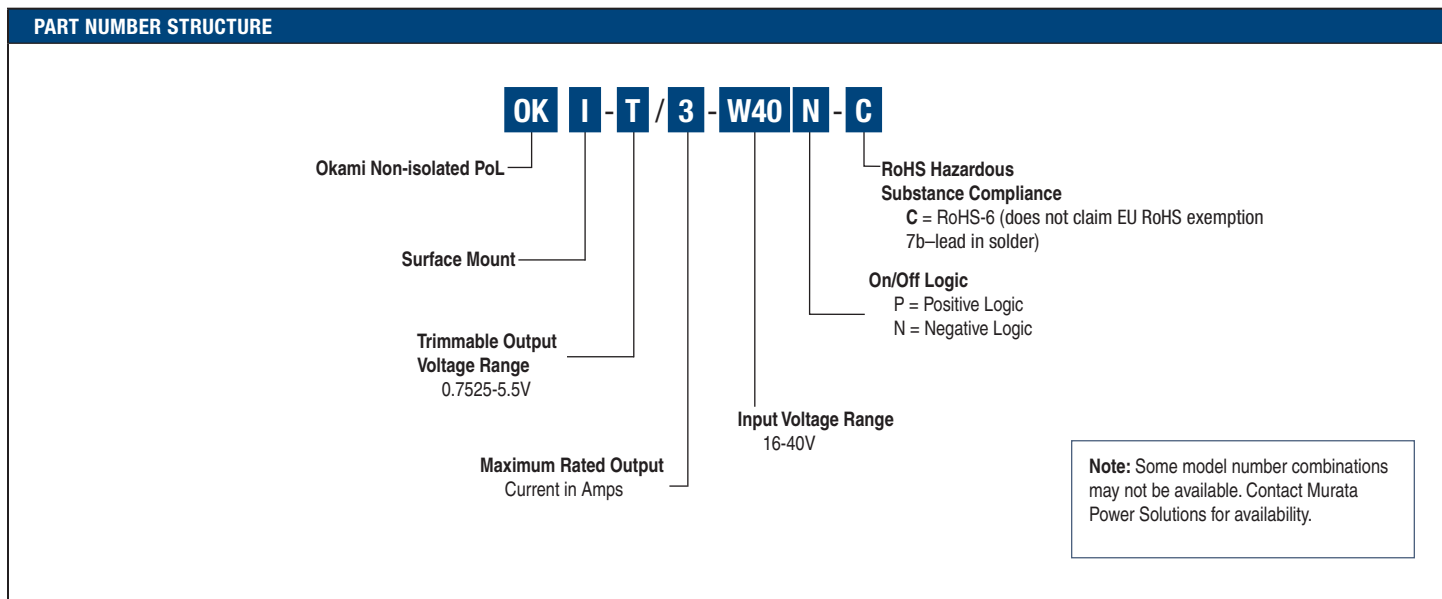 PART NUMBER STRUCTURE
OK I - T / 3 - W40 N - C
Okami Non-isolated PoL
Surface Mount
Trimmable Output
Voltage Range
0.7525-5.5V
Maximum Rated Output
Current in Amps
Input Voltage Range
16-40V
On/Off Logic
P = Positive Logic
N = Negative Logic
RoHS Hazardous
Substance Compliance
C = RoHS-6 (does not claim EU RoHS exemption
7b–lead in solder)
Note: Some model number combinations
may not be available. Contact Murata
Power Solutions for availability.